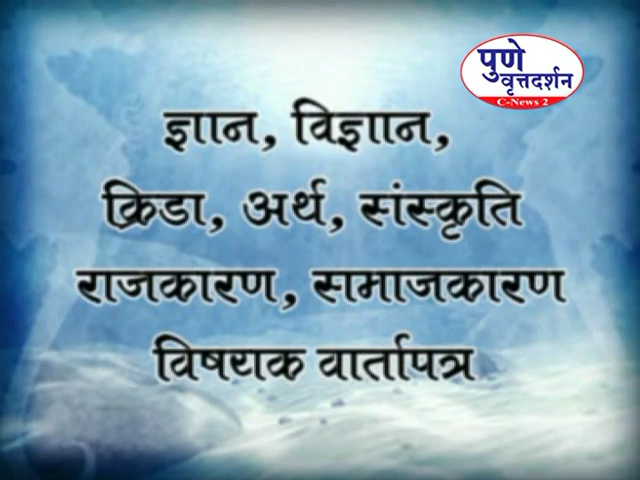 पुणे
वृत्तदर्शन
C-News 2
ज्ञान, विज्ञान,
क्रिडा, अर्थ, संस्कृति
राजकारण, समाजकारण
विषयक वार्तापत्र